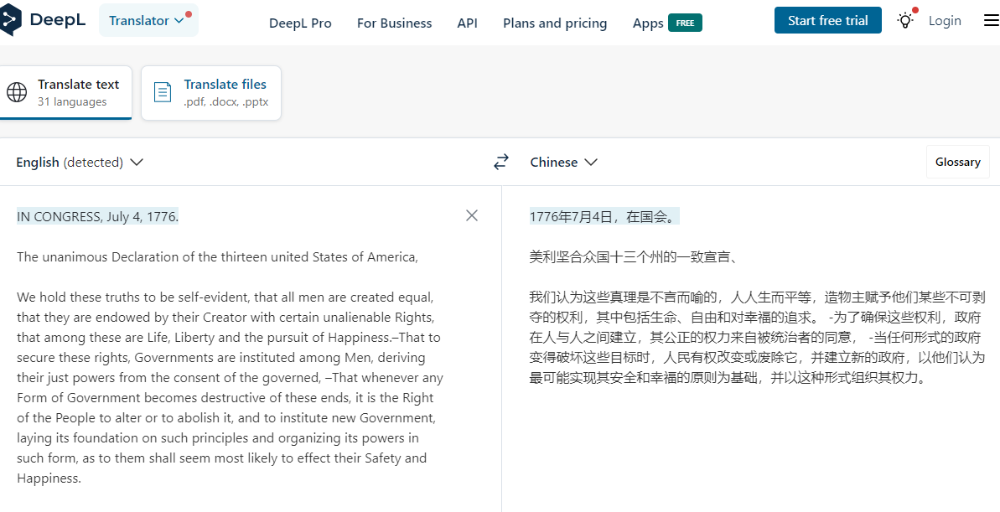 DeepL
Translator
DeepL Pro
For Business
API
Plans and pricing
Apps FREE
Start free trial
Login
Translate text
31 languages
Translate files
.pdf, .docx, .pptx
English (detected)
Chinese
Glossary
IN CONGRESS, July 4, 1776.
The unanimous Declaration of the thirteen united States of America,
We hold these truths to be self-evident, that all men are created equal,
that they are endowed by their Creator with certain unalienable Rights,
that among these are Life, Liberty and the pursuit of Happiness.–That to
secure these rights, Governments are instituted among Men, deriving
their just powers from the consent of the governed, –That whenever any
Form of Government becomes destructive of these ends, it is the Right
of the People to alter or to abolish it, and to institute new Government,
laying its foundation on such principles and organizing its powers in
such form, as to them shall seem most likely to effect their Safety and
Happiness.
1776年7月4日，在国会。
美利坚合众国十三个州的一致宣言、
我们认为这些真理是不言而喻的，人人生而平等，造物主赋予他们某些不可剥
夺的权利，其中包括生命、自由和对幸福的追求。 -为了确保这些权利，政府
在人与人之间建立，其公正的权力来自被统治者的同意， -当任何形式的政府
变得破坏这些目标时，人民有权改变或废除它，并建立新的政府，以他们认为
最可能实现其安全和幸福的原则为基础，并以这种形式组织其权力。